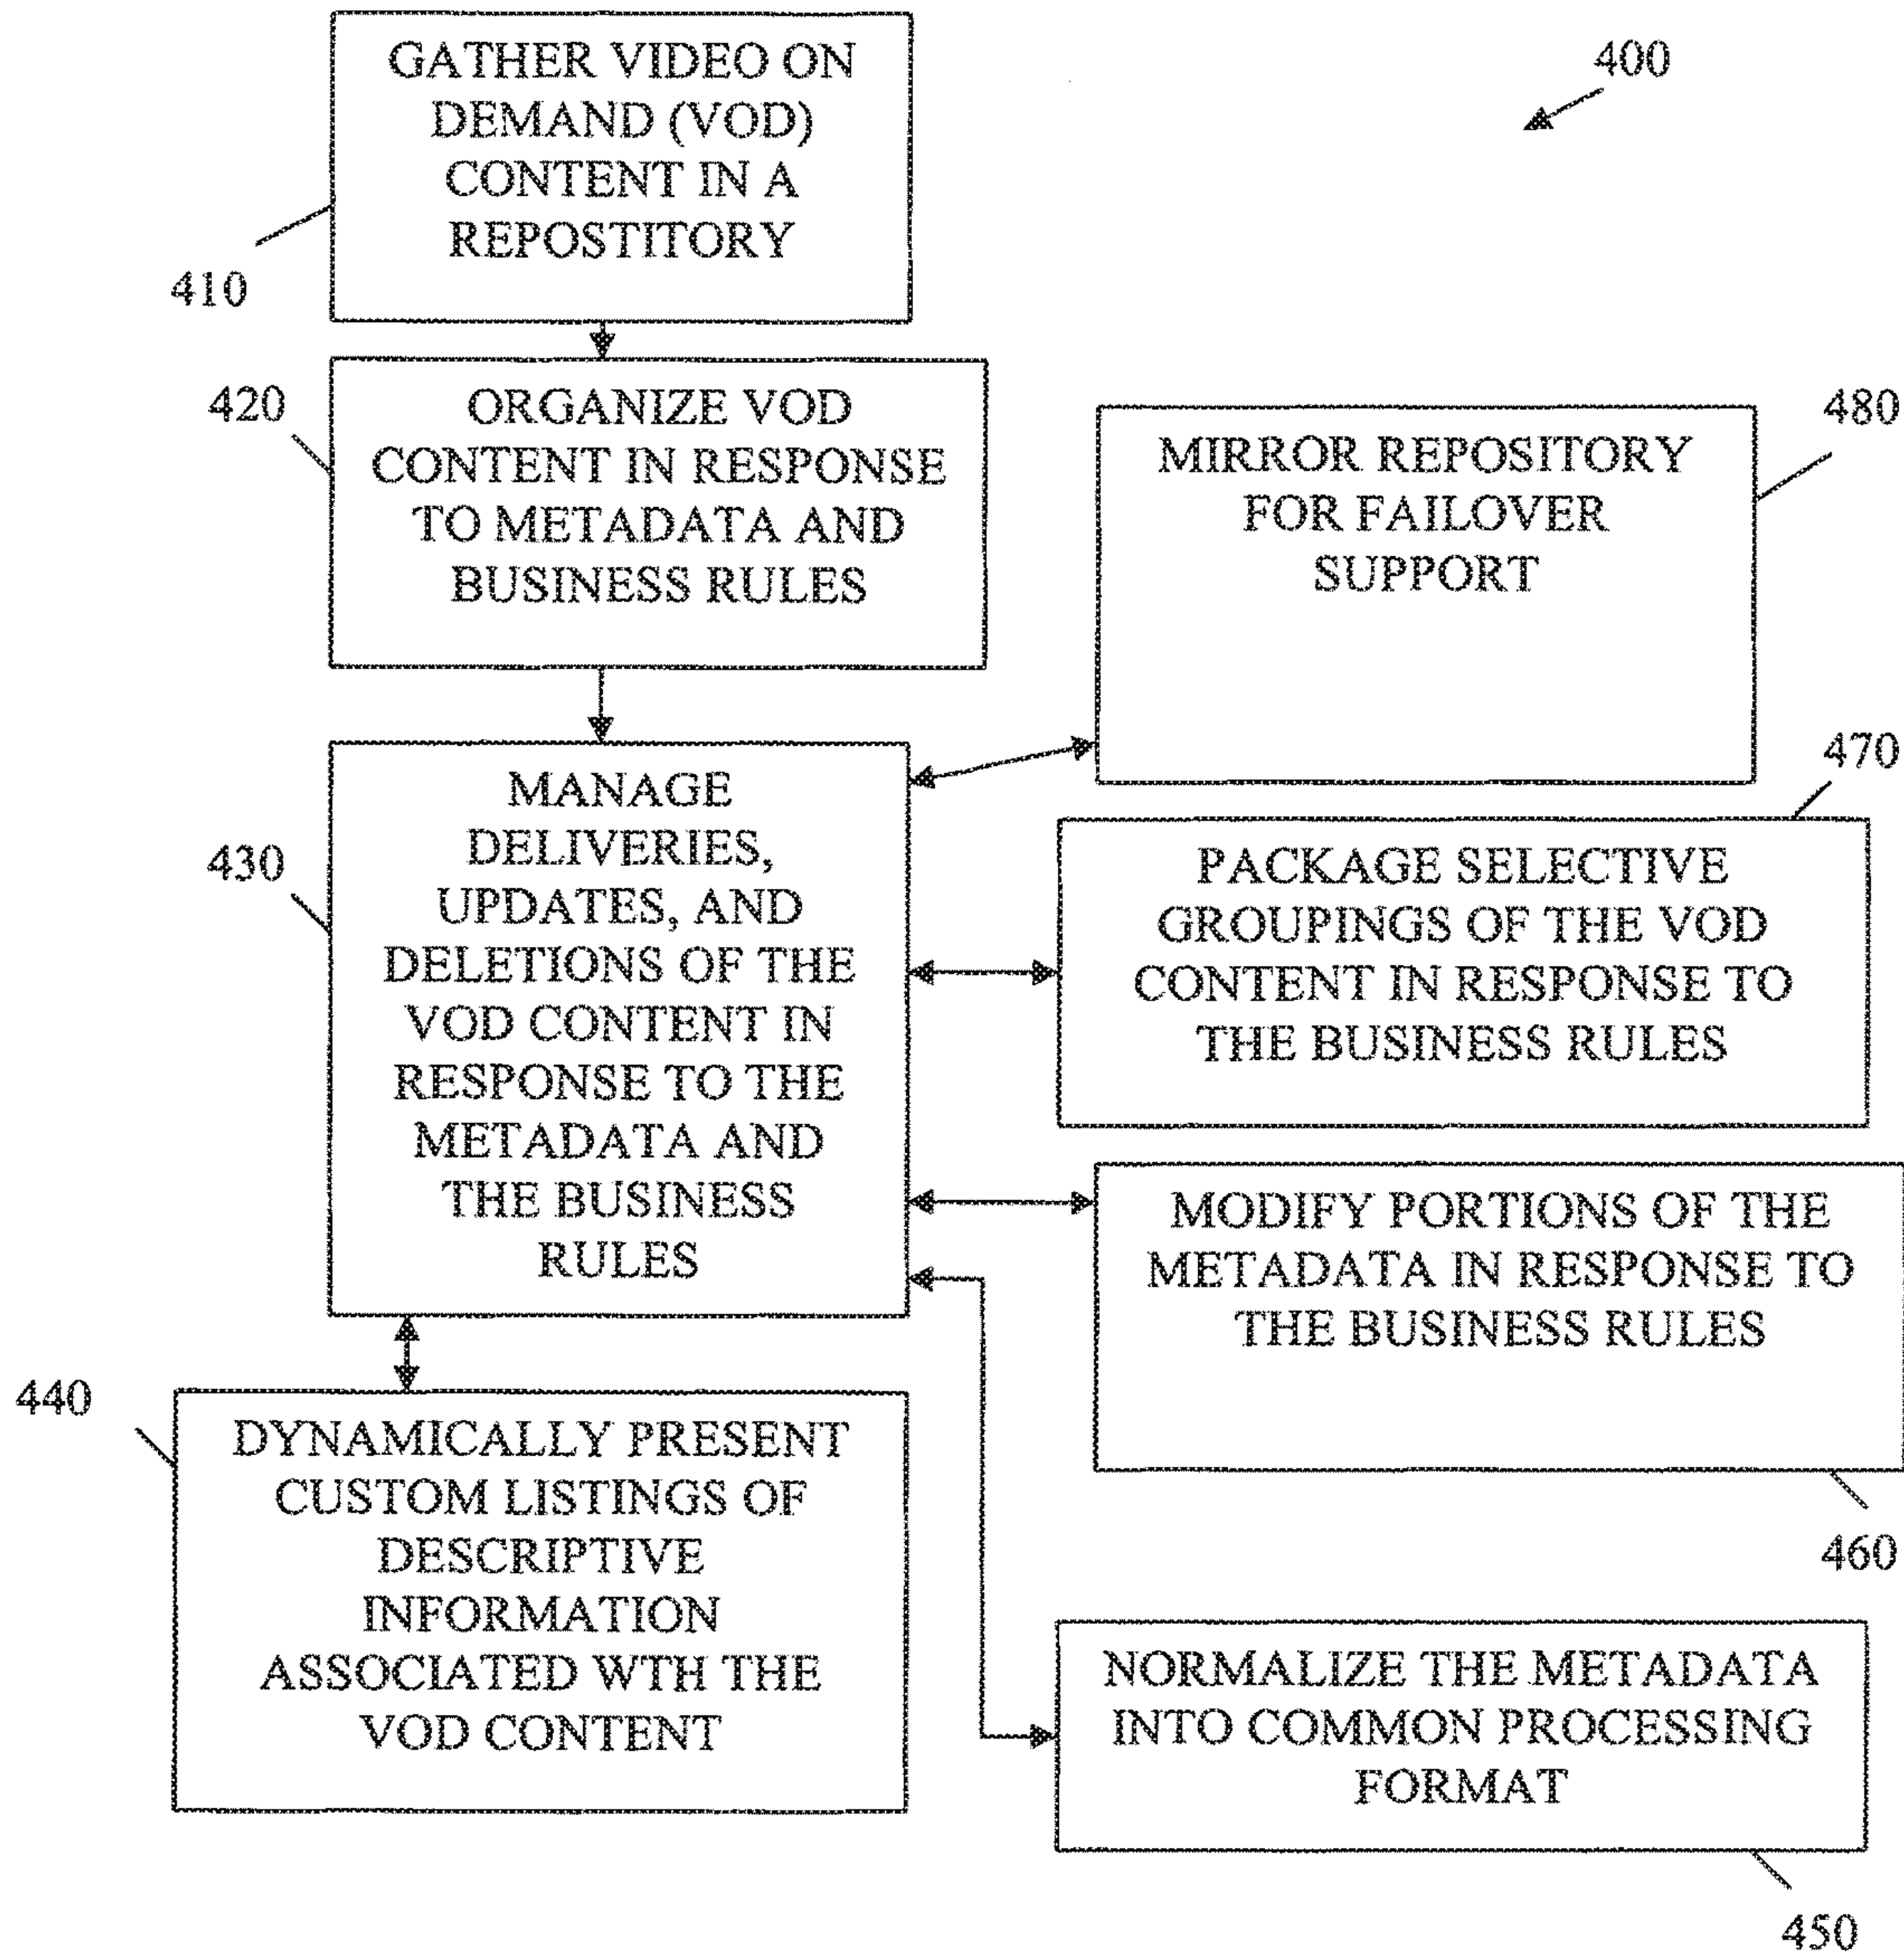 GATHER VIDEO ON
DEMAND (VOD)
CONTENT IN A
REPOSTITORY
400
410
420
ORGANIZE VOD
CONTENT IN RESPONSE
TO METADATA AND
BUSINESS RULES
480
MIRROR REPOSITORY
FOR FAILOVER
SUPPORT
430
MANAGE
DELIVERIES,
UPDATES, AND
DELETIONS OF THE
VOD CONTENT IN
RESPONSE TO THE
METADATA AND
THE BUSINESS
RULES
470
PACKAGE SELECTIVE
GROUPINGS OF THE VOD
CONTENT IN RESPONSE TO
THE BUSINESS RULES
MODIFY PORTIONS OF THE
METADATA IN RESPONSE TO
THE BUSINESS RULES
460
440
DYNAMICALLY PRESENT
CUSTOM LISTINGS OF
DESCRIPTIVE
INFORMATION
ASSOCIATED WTH THE
VOD CONTENT
NORMALIZE THE METADATA
INTO COMMON PROCESSING
FORMAT
450